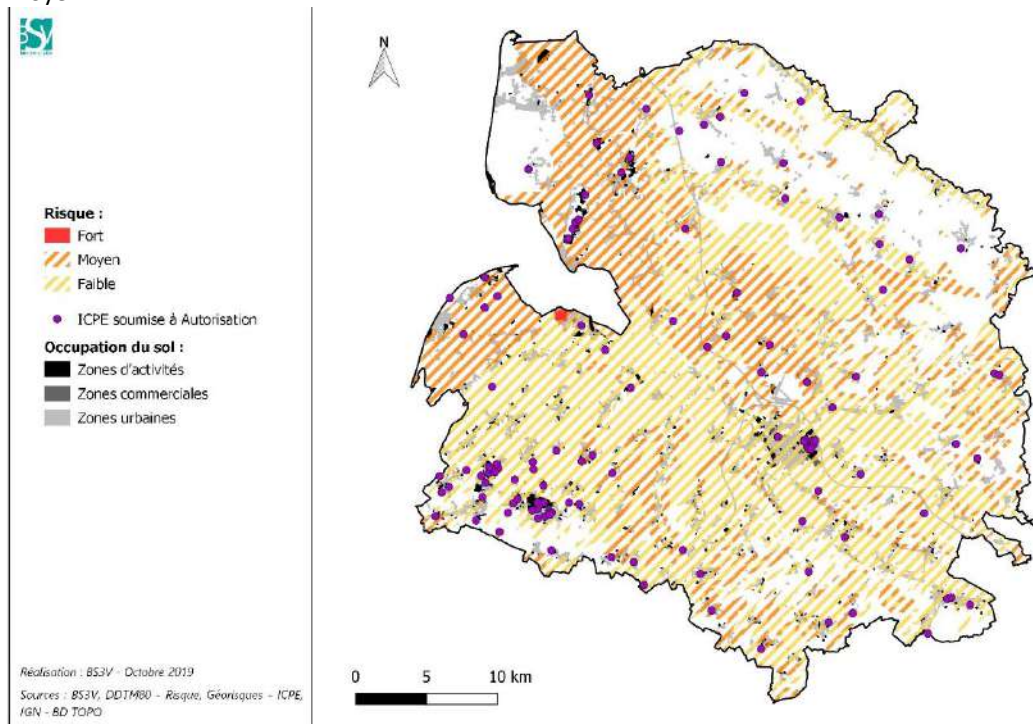 BS3V
N
Risque :
Fort
Moyen
Faible
ICPE soumise à Autorisation
Occupation du sol :
Zones d'activités
Zones commerciales
Zones urbaines
0 5 10 km
Réalisation : BS3V - Octobre 2019
Sources : BS3V, DDTM80 - Risque, Géorisques - ICPE,
IGN - BD TOPO